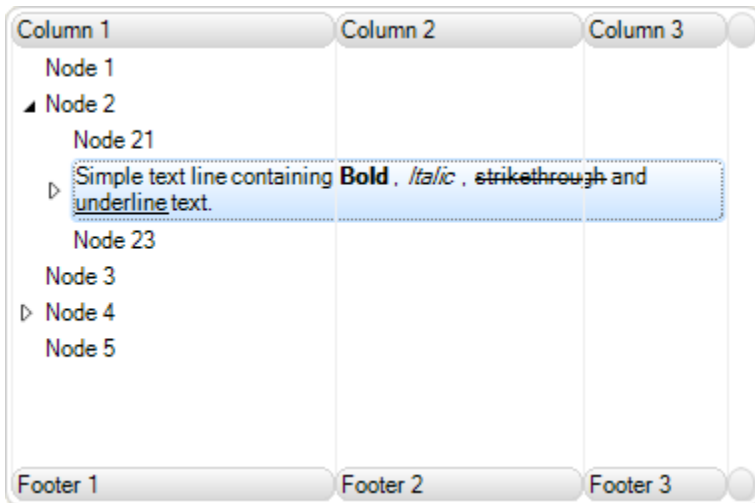 Column 1 Column 2 Column 3
Node 1
Node 2
Node 21
Simple text line containing Bold , Italic , strikethrough and
underline text.
Node 23
Node 3
Node 4
Node 5
Footer 1 Footer 2 Footer 3